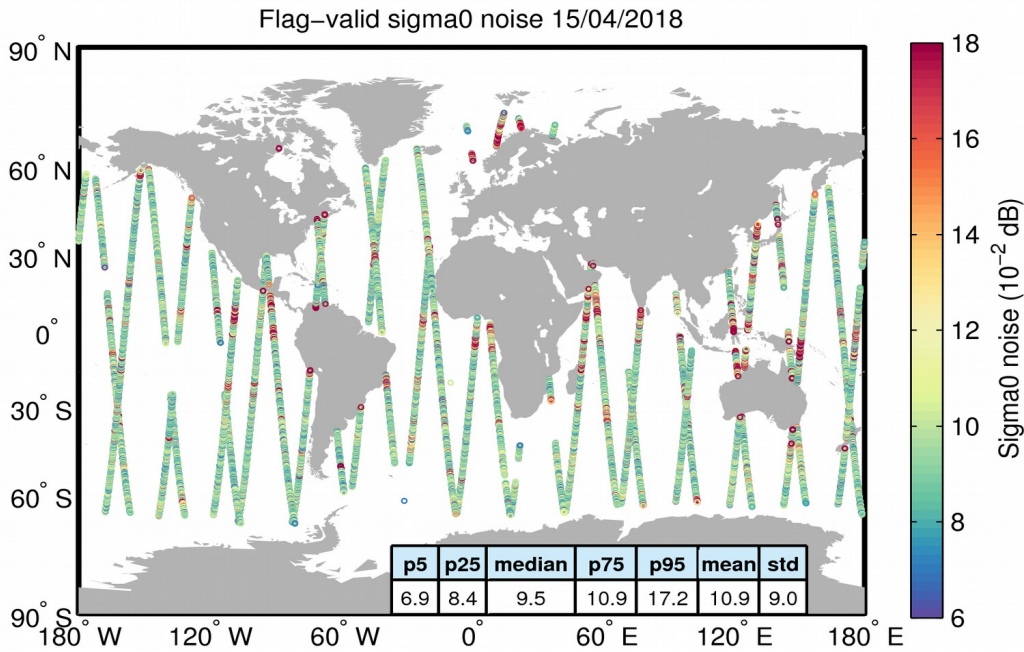 Flag−valid sigma0 noise 15/04/2018
90° N
60° N
30° N
0°
30° S
60° S
90° S
180° W 120° W 60° W 0° 60° E 120° E 180° E
p5 p25 median p75 p95 mean std
6.9 8.4 9.5 10.9 17.2 10.9 9.0
18
16
14
12
10
8
6
Sigma0 noise (10⁻² dB)